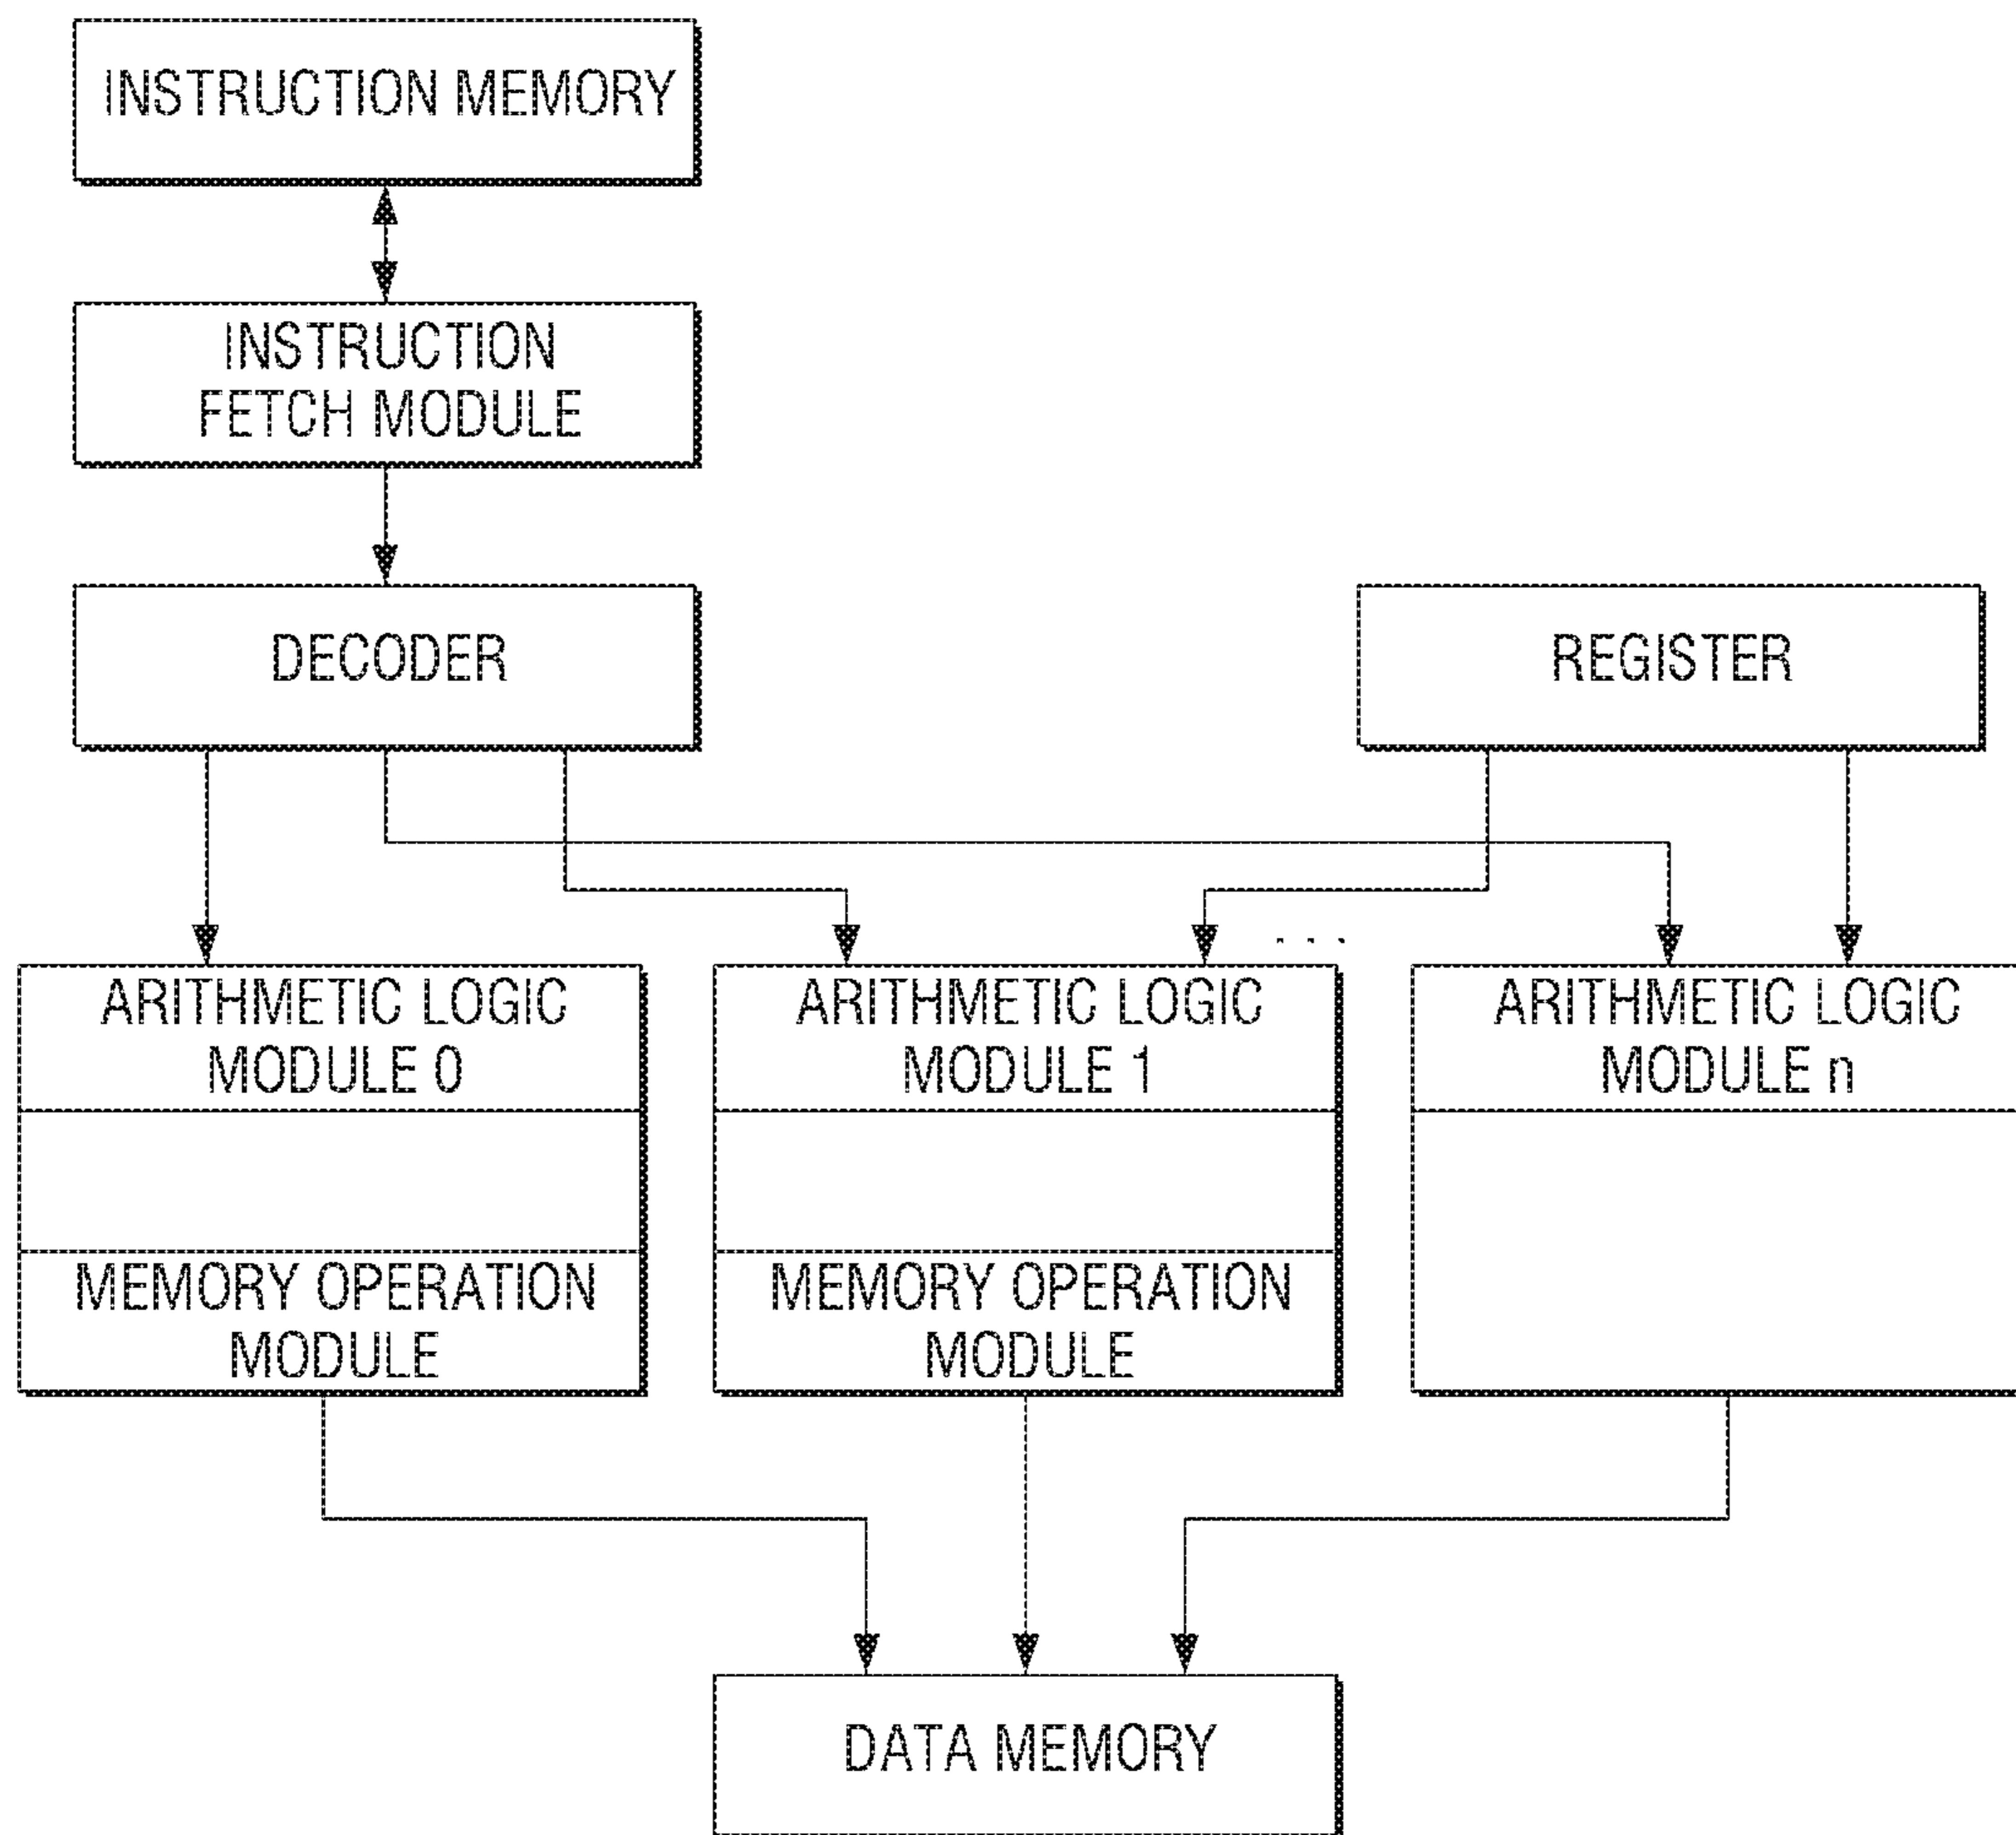 INSTRUCTION MEMORY
INSTRUCTION
FETCH MODULE
DECODER
REGISTER
. . .
ARITHMETIC LOGIC
MODULE 0
MEMORY OPERATION
MODULE
ARITHMETIC LOGIC
MODULE 1
MEMORY OPERATION
MODULE
ARITHMETIC LOGIC
MODULE n
DATA MEMORY